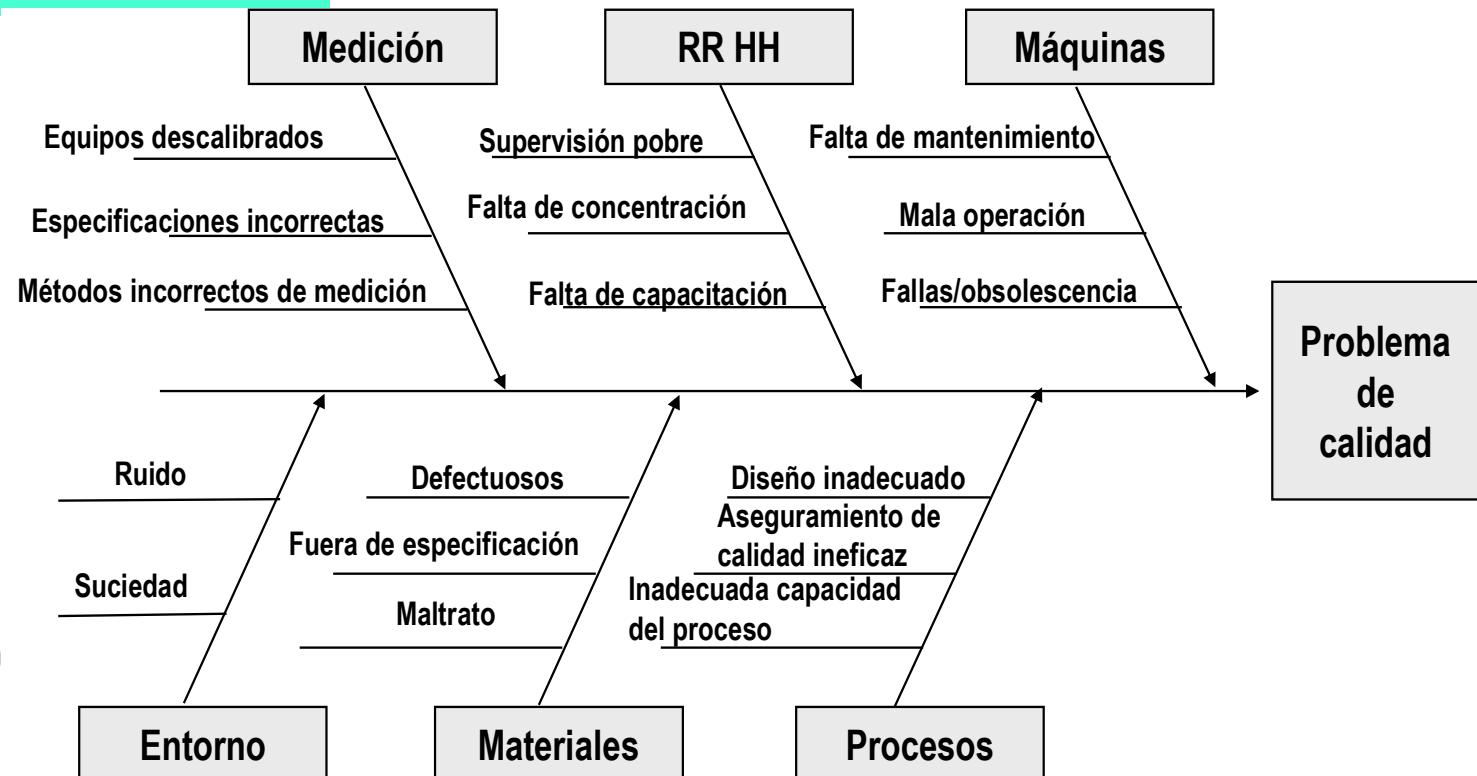 Medición
RR HH
Máquinas
Equipos descalibrados
Especificaciones incorrectas
Métodos incorrectos de medición
Supervisión pobre
Falta de concentración
Falta de capacitación
Falta de mantenimiento
Mala operación
Fallas/obsolescencia
Problema
de
calidad
Ruido
Suciedad
Defectuosos
Fuera de especificación
Maltrato
Diseño inadecuado
Aseguramiento de
calidad ineficaz
Inadecuada capacidad
del proceso
Entorno
Materiales
Procesos